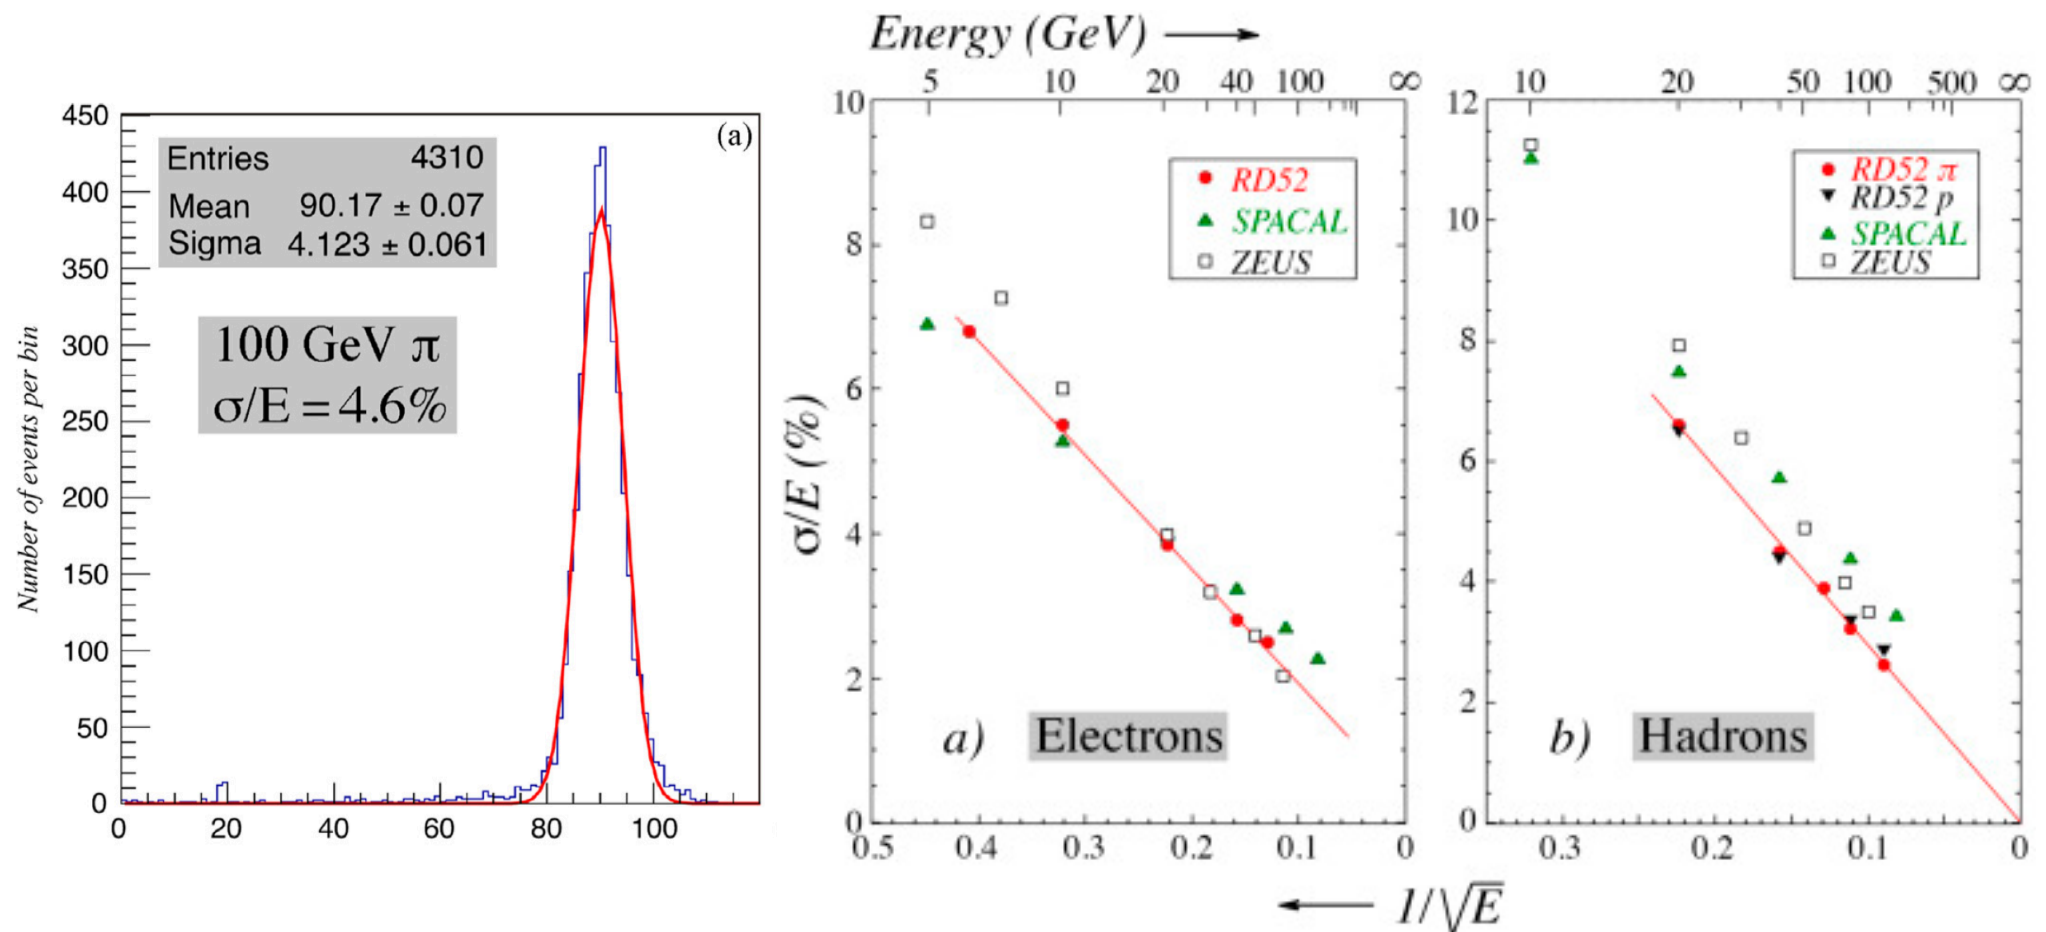 (a)
Entries 4310
Mean 90.17 ± 0.07
Sigma 4.123 ± 0.061
100 GeV π
σ/E = 4.6%
Number of events per bin
450
400
350
300
250
200
150
100
50
0
0 20 40 60 80 100
Energy (GeV)
5 10 20 40 100 ∞
10
8
6
4
2
0
σ/E (%)
RD52
SPACAL
ZEUS
a) Electrons
0.5 0.4 0.3 0.2 0.1 0
10 20 50 100 500 ∞
12
10
8
6
4
2
0
RD52 π
RD52 p
SPACAL
ZEUS
b) Hadrons
0.3 0.2 0.1 0
1/√E